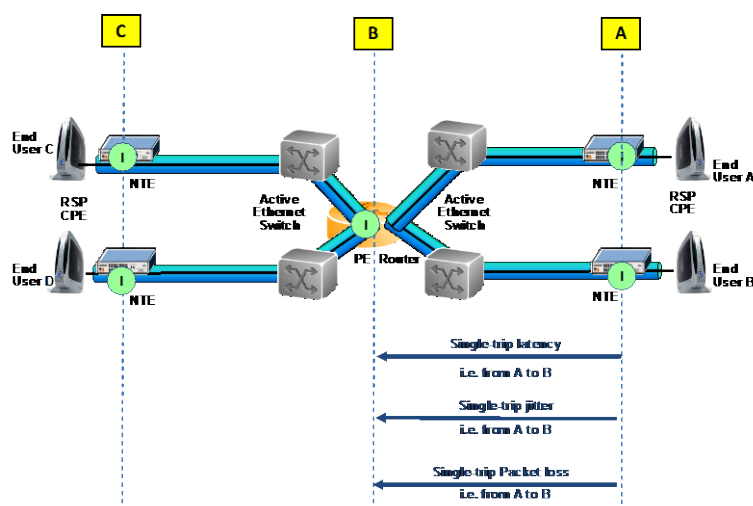 C
B
A
End
User C
I
NTE
RSP
CPE
Active
Ethernet
Switch
Active
Ethernet
Switch
I
NTE
End
User A
RSP
CPE
I
PE Router
End
User D
I
NTE
I
NTE
End
User B
Single-trip latency
i.e. from A to B
Single-trip jitter
i.e. from A to B
Single-trip Packet loss
i.e. from A to B